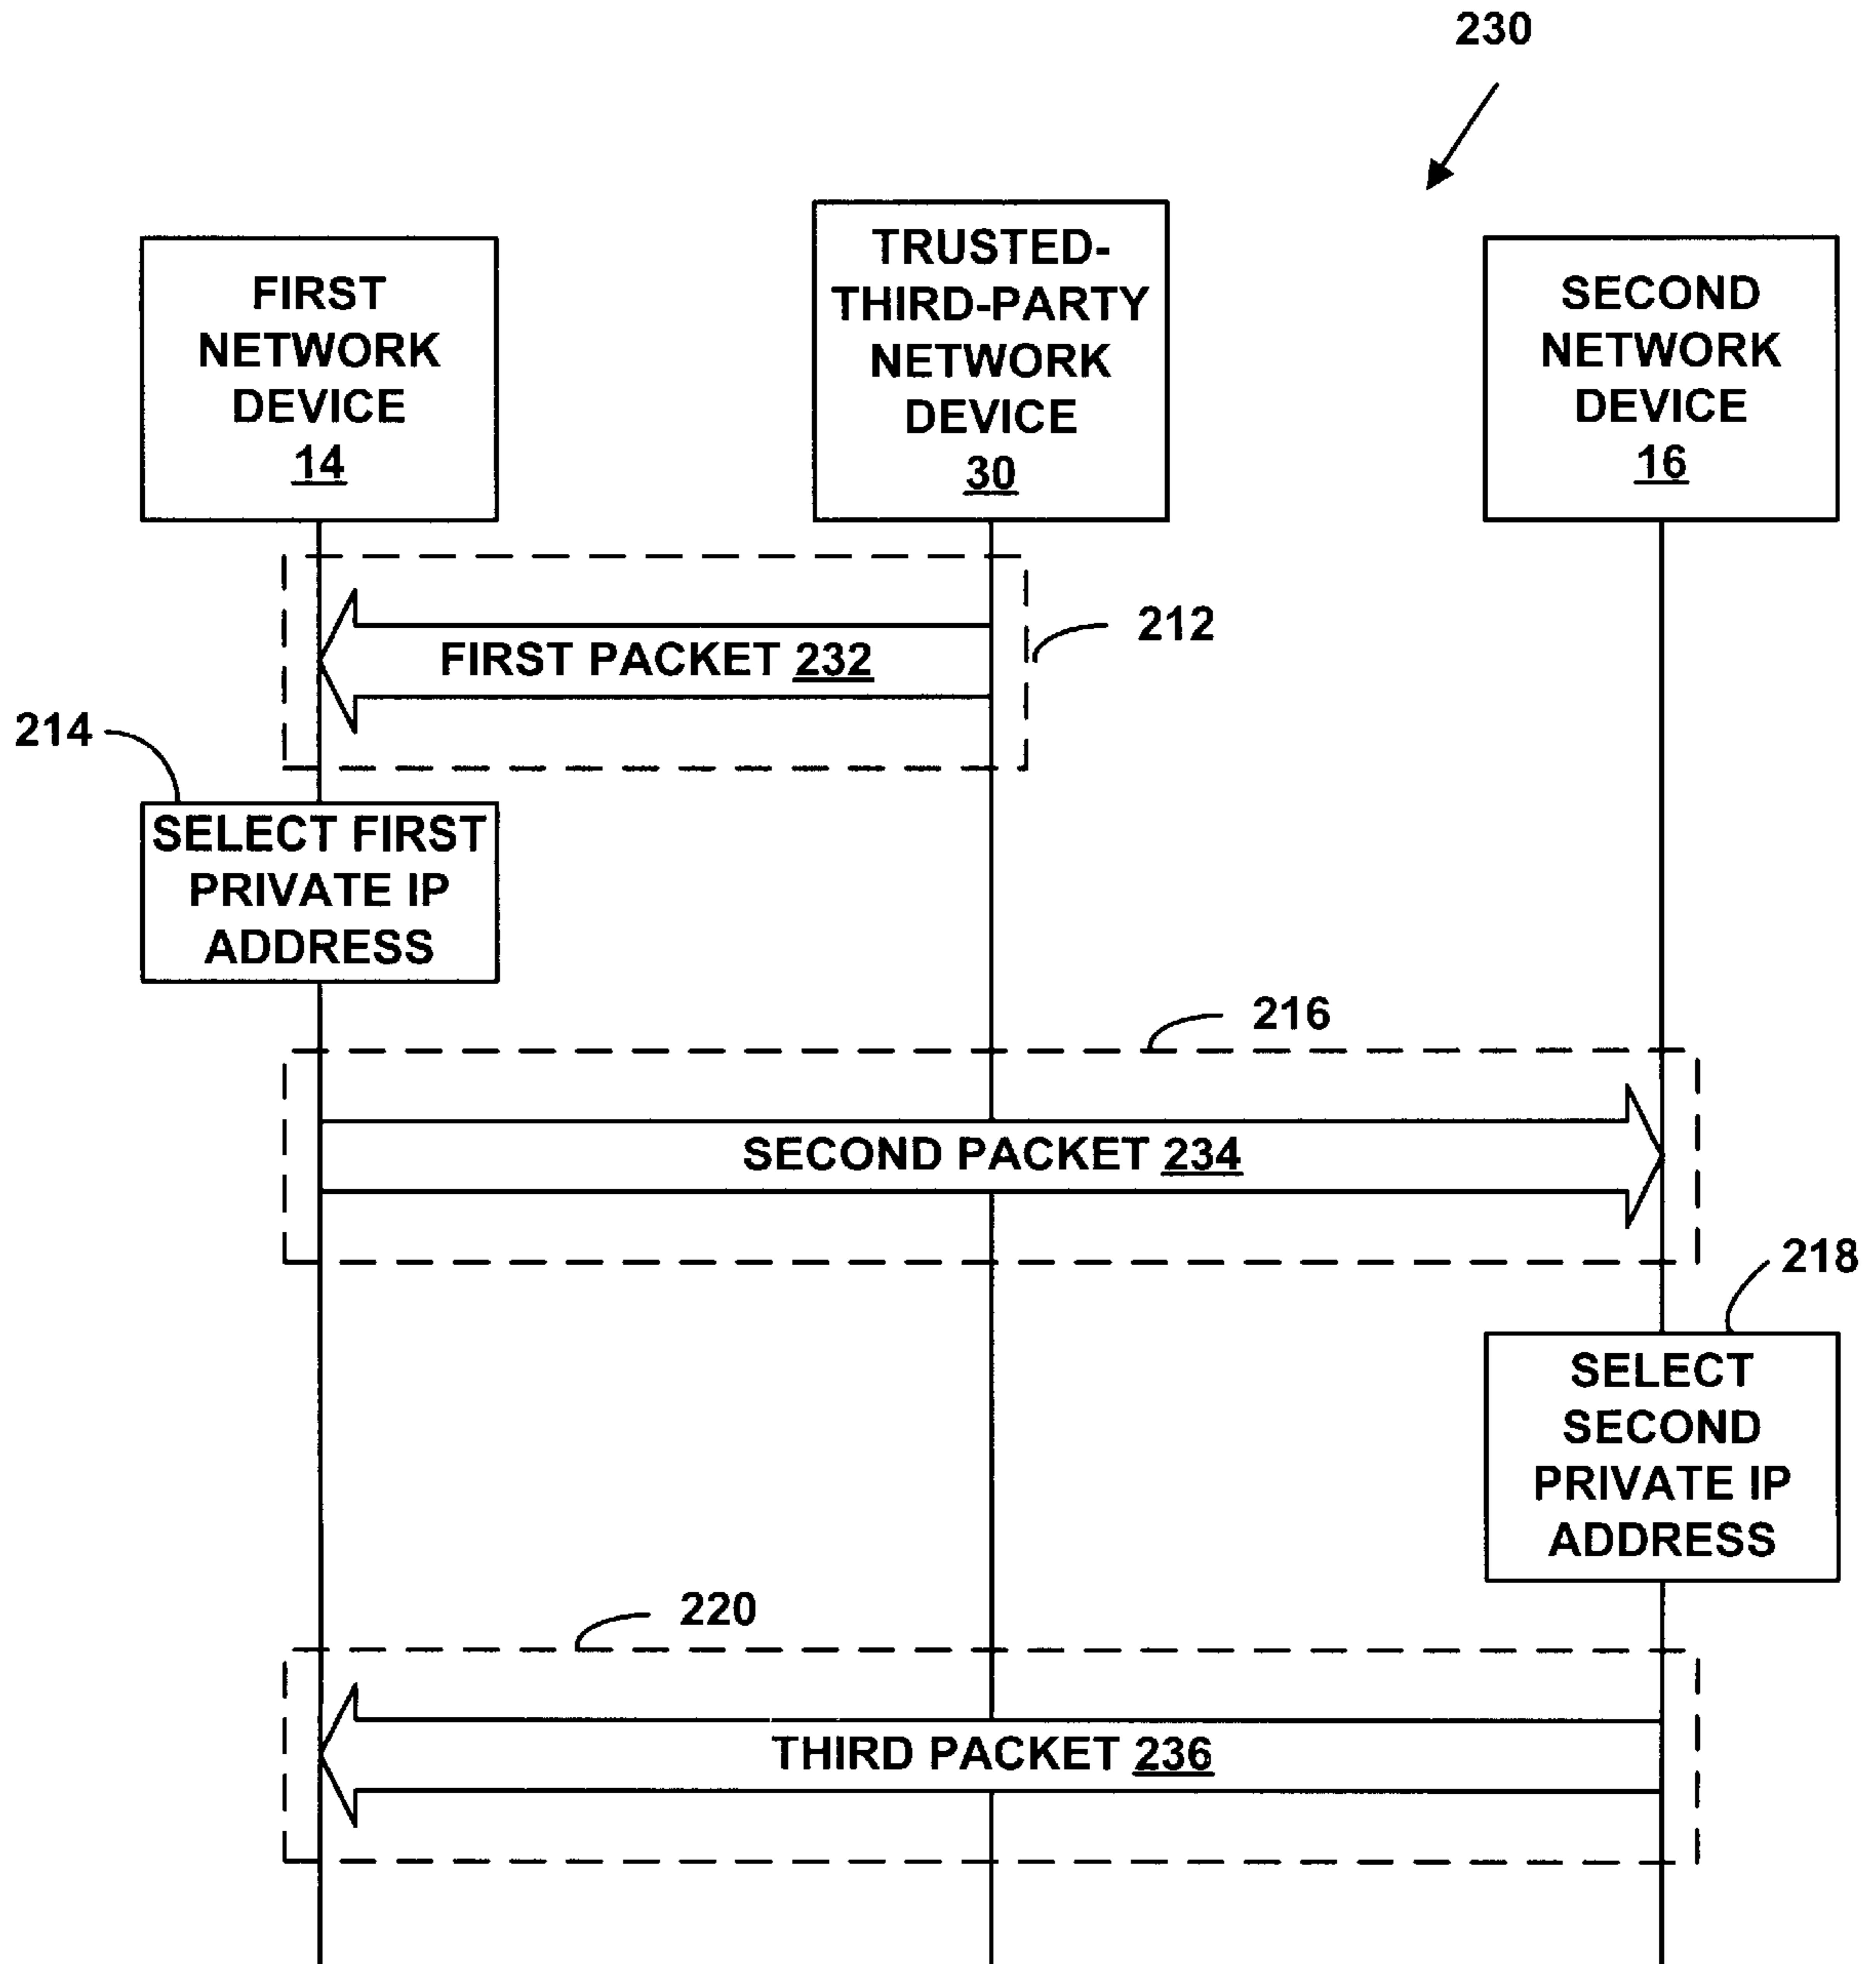 230
FIRST
NETWORK
DEVICE
14
TRUSTED-
THIRD-PARTY
NETWORK
DEVICE
30
SECOND
NETWORK
DEVICE
16
FIRST PACKET 232
212
214
SELECT FIRST
PRIVATE IP
ADDRESS
216
SECOND PACKET 234
218
SELECT
SECOND
PRIVATE IP
ADDRESS
220
THIRD PACKET 236